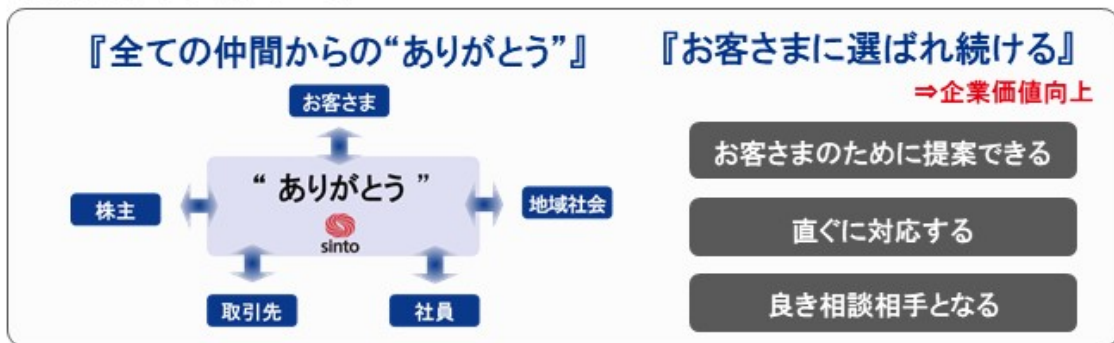 『全ての仲間からの“ありがとう”』
お客さま
株主
“ ありがとう ”
sinto
地域社会
取引先
社員
『お客さまに選ばれ続ける』
⇒企業価値向上
お客さまのために提案できる
直ぐに対応する
良き相談相手となる